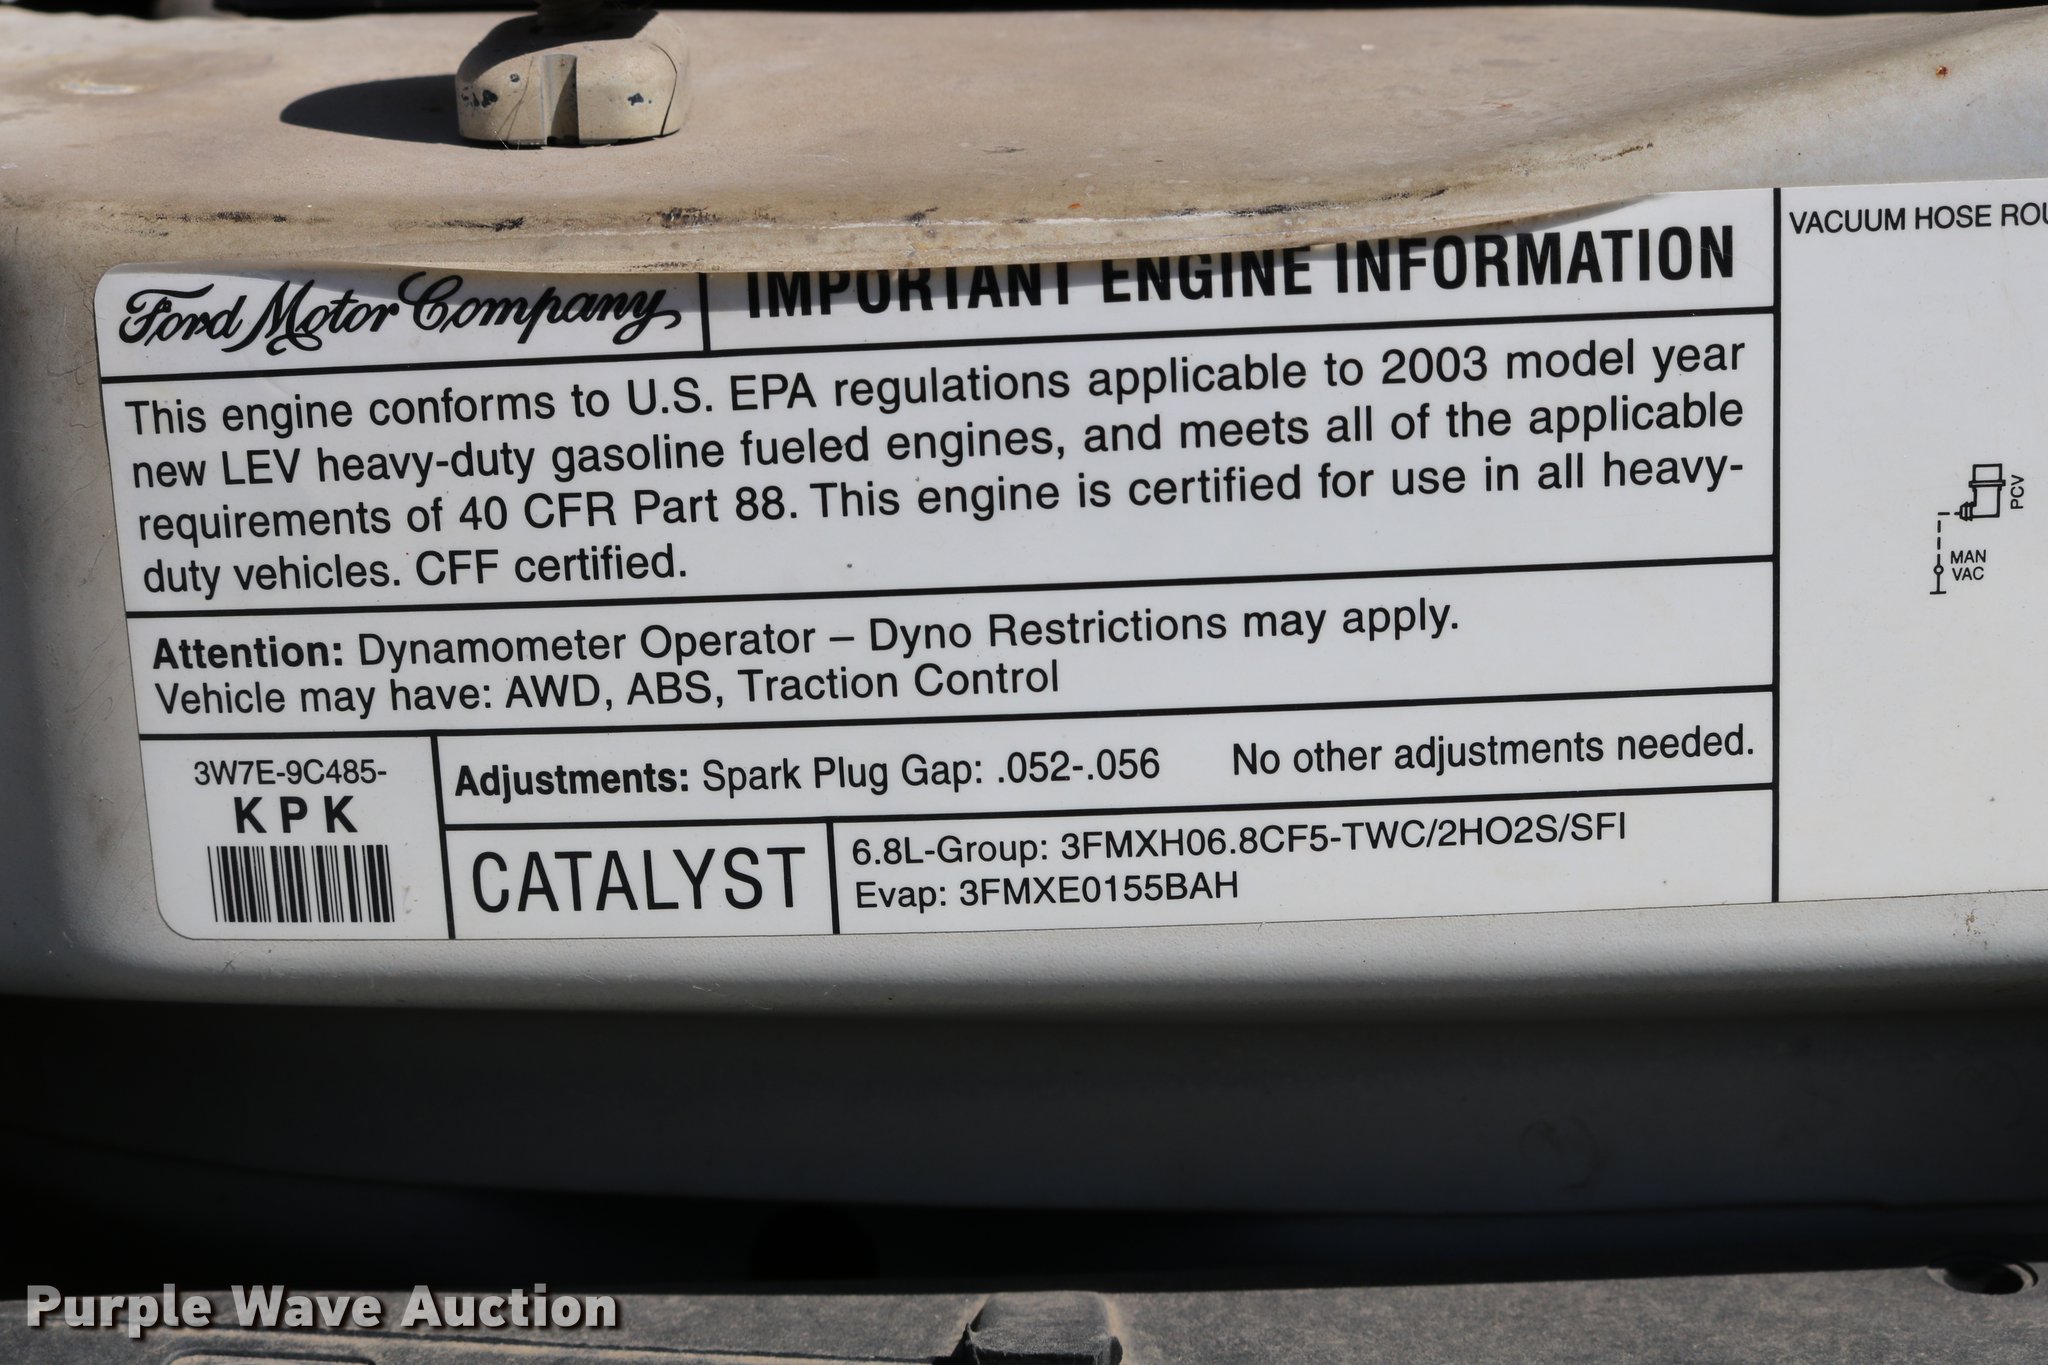 Ford Motor Company
IMPORTANT ENGINE INFORMATION
This engine conforms to U.S. EPA regulations applicable to 2003 model year
new LEV heavy-duty gasoline fueled engines, and meets all of the applicable
requirements of 40 CFR Part 88. This engine is certified for use in all heavy-
duty vehicles. CFF certified.
Attention: Dynamometer Operator – Dyno Restrictions may apply.
Vehicle may have: AWD, ABS, Traction Control
3W7E-9C485-
KPK
Adjustments: Spark Plug Gap: .052-.056 No other adjustments needed.
CATALYST
6.8L-Group: 3FMXH06.8CF5-TWC/2HO2S/SFI
Evap: 3FMXE0155BAH
VACUUM HOSE ROU
PCV
MAN
VAC
Purple Wave Auction